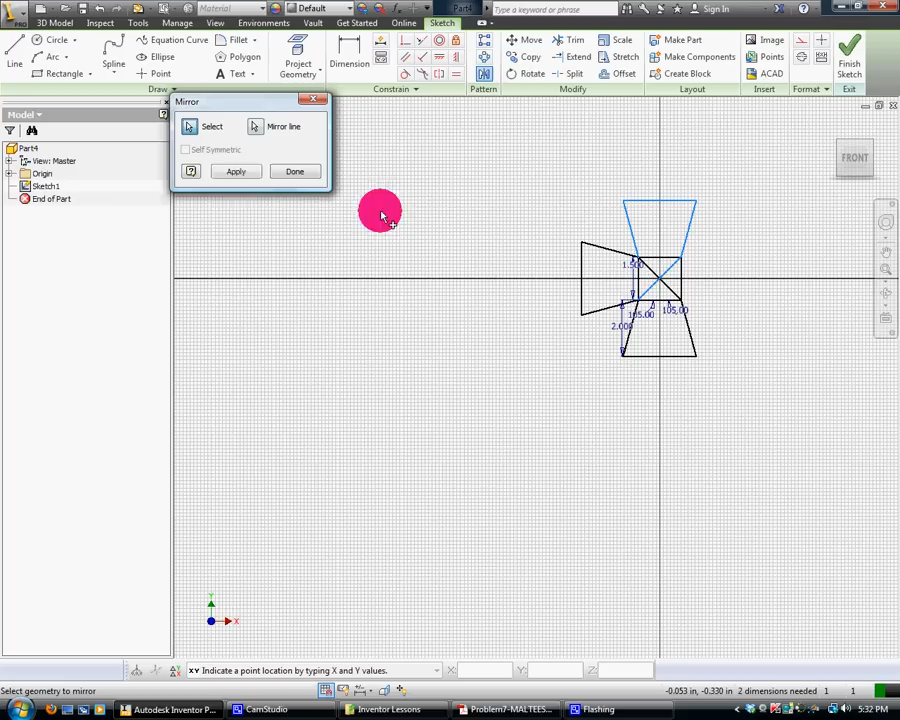 Material
Default
Part4
Sign In
3D Model Inspect Tools Manage View Environments Vault Get Started Online Sketch
Line
Circle
Arc
Rectangle
Spline
Equation Curve
Ellipse
Point
Fillet
Polygon
Text
Project
Geometry
Dimension
Move
Copy
Rotate
Trim
Extend
Split
Scale
Stretch
Offset
Make Part
Make Components
Create Block
Image
Points
ACAD
Finish
Sketch
Draw
Constrain
Pattern
Modify
Layout
Insert
Format
Exit
Mirror
Select
Mirror line
Self Symmetric
Apply
Done
Model
Part4
View: Master
Origin
Sketch1
End of Part
FRONT
1.500
105.00
105.00
2.000
X
Y
Indicate a point location by typing X and Y values.
X:
Y:
Z:
Select geometry to mirror
-0.053 in, -0.330 in 2 dimensions needed 1 1
Autodesk Inventor P...
CamStudio
Inventor Lessons
Problem7-MALTEES...
Flashing
5:32 PM